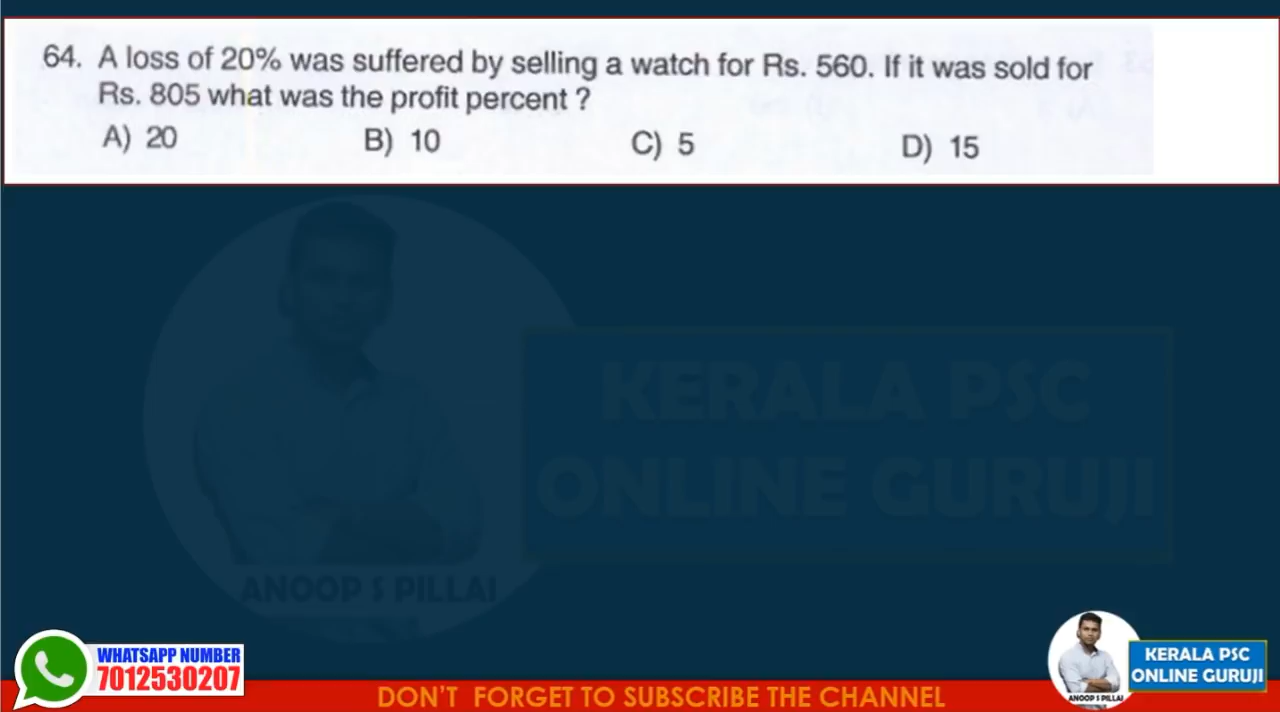 64. A loss of 20% was suffered by selling a watch for Rs. 560. If it was sold for
Rs. 805 what was the profit percent ?
A) 20 B) 10 C) 5 D) 15
KERALA PSC
ONLINE GURUJI
ANOOP S PILLAI
WHATSAPP NUMBER
7012530207
DON'T FORGET TO SUBSCRIBE THE CHANNEL
KERALA PSC
ONLINE GURUJI
ANOOP S PILLAI